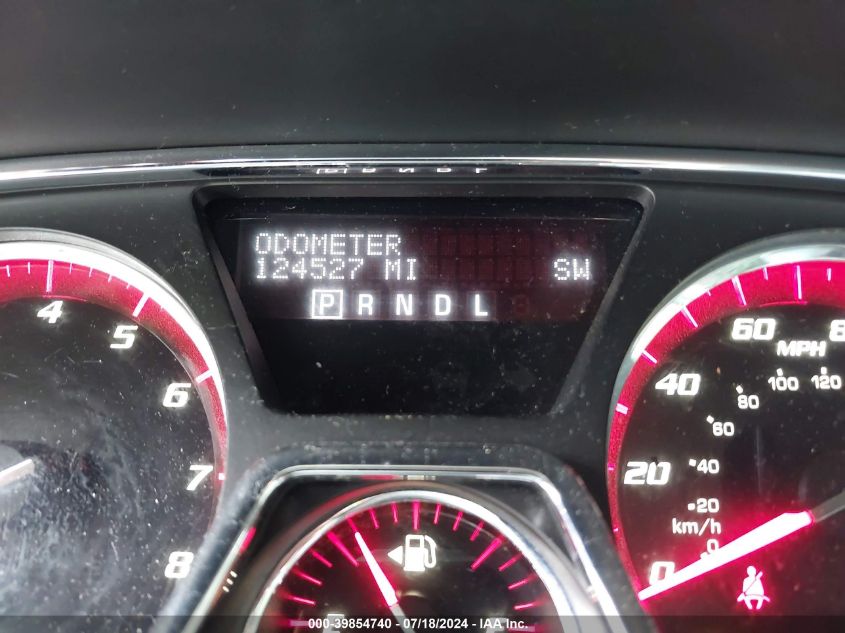 ODOMETER
124527 MI SW
P R N D L
4 5 6 7 8
0 20 40 60
MPH
0 20 40 60 80 100 120
km/h
000-39854740 - 07/18/2024 - IAA Inc.